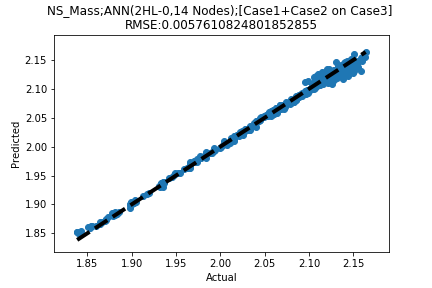 NS_Mass;ANN(2HL-0,14 Nodes);[Case1+Case2 on Case3]
RMSE:0.0057610824801852855
2.15
2.10
2.05
2.00
1.95
1.90
1.85
Predicted
1.85 1.90 1.95 2.00 2.05 2.10 2.15
Actual